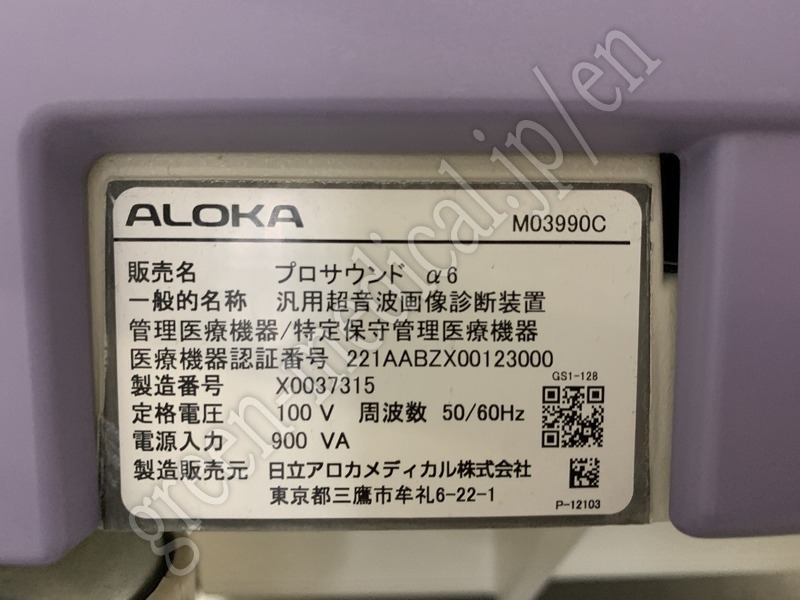 ALOKA
M03990C
販売名 プロサウンド α6
一般的名称 汎用超音波画像診断装置
管理医療機器/特定保守管理医療機器
医療機器認証番号 221AABZX00123000
製造番号 X0037315
GS1-128
定格電圧 100 V 周波数 50/60Hz
電源入力 900 VA
製造販売元 日立アロカメディカル株式会社
東京都三鷹市牟礼6-22-1
P-12103
green-medical.jp/en